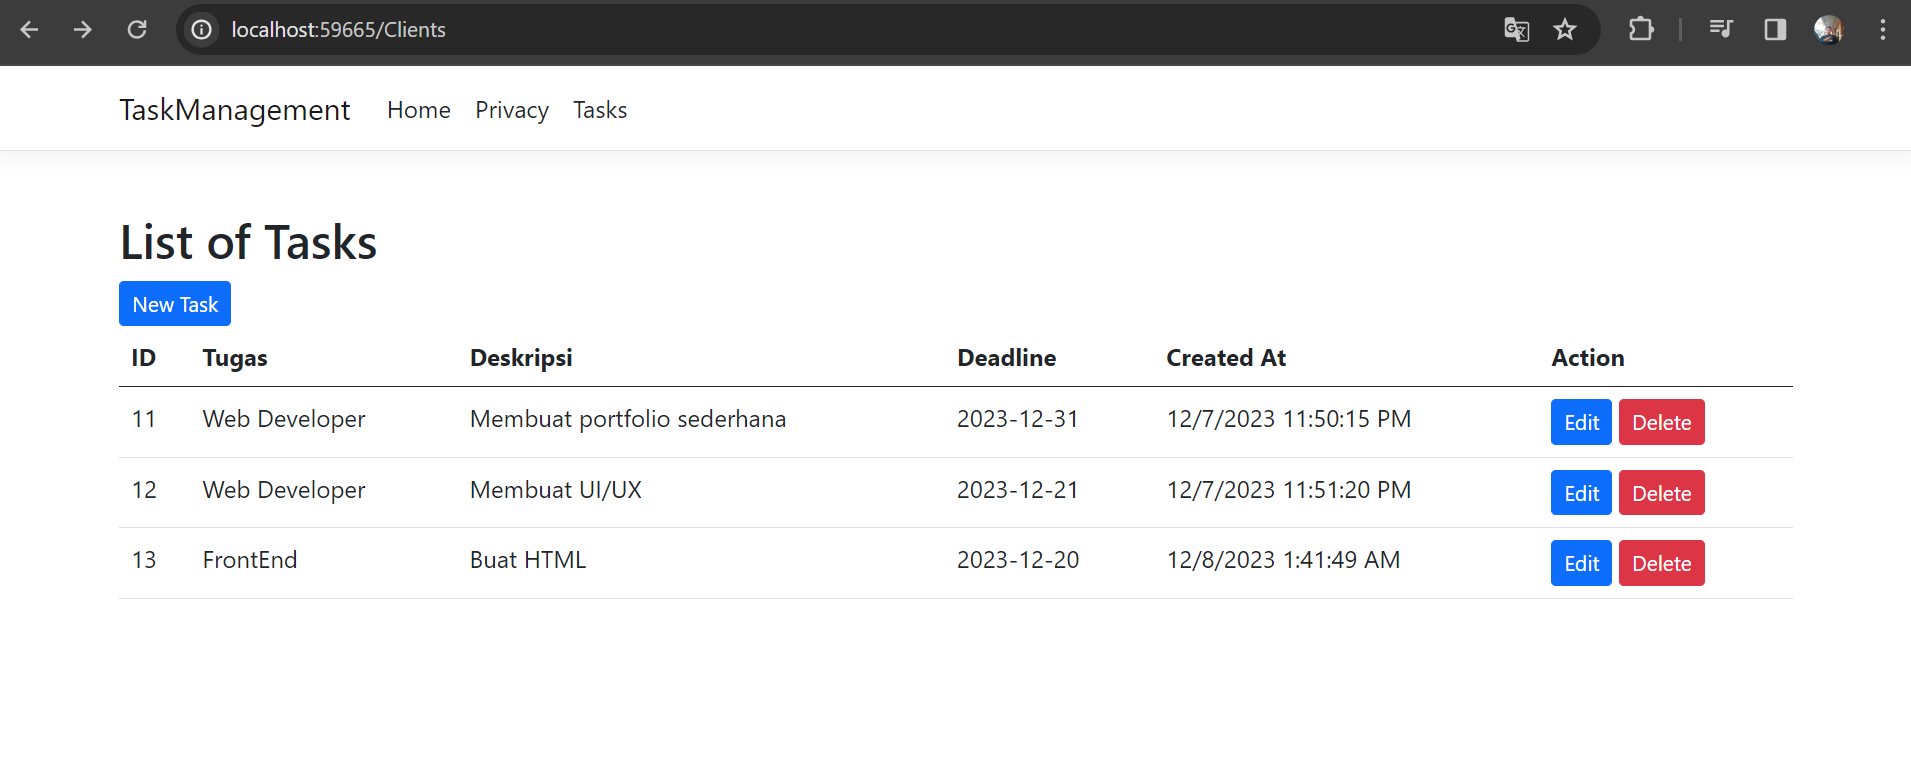 localhost:59665/Clients
TaskManagement Home Privacy Tasks
List of Tasks
New Task
ID Tugas Deskripsi Deadline Created At Action
11 Web Developer Membuat portfolio sederhana 2023-12-31 12/7/2023 11:50:15 PM Edit Delete
12 Web Developer Membuat UI/UX 2023-12-21 12/7/2023 11:51:20 PM Edit Delete
13 FrontEnd Buat HTML 2023-12-20 12/8/2023 1:41:49 AM Edit Delete